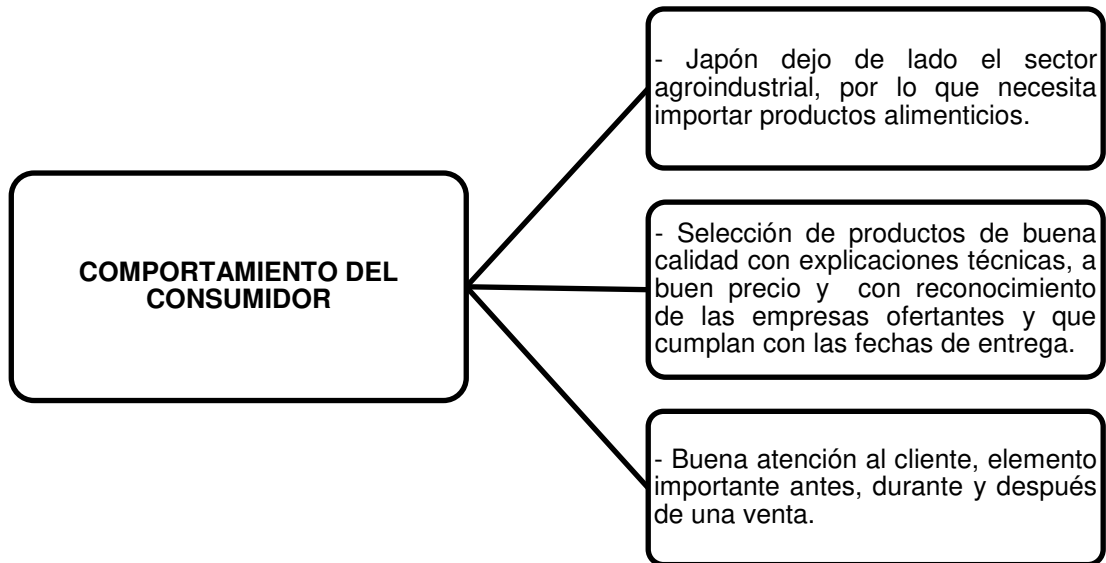 - Japón dejo de lado el sector
agroindustrial, por lo que necesita
importar productos alimenticios.
COMPORTAMIENTO DEL
CONSUMIDOR
- Selección de productos de buena
calidad con explicaciones técnicas, a
buen precio y con reconocimiento
de las empresas ofertantes y que
cumplan con las fechas de entrega.
- Buena atención al cliente, elemento
importante antes, durante y después
de una venta.